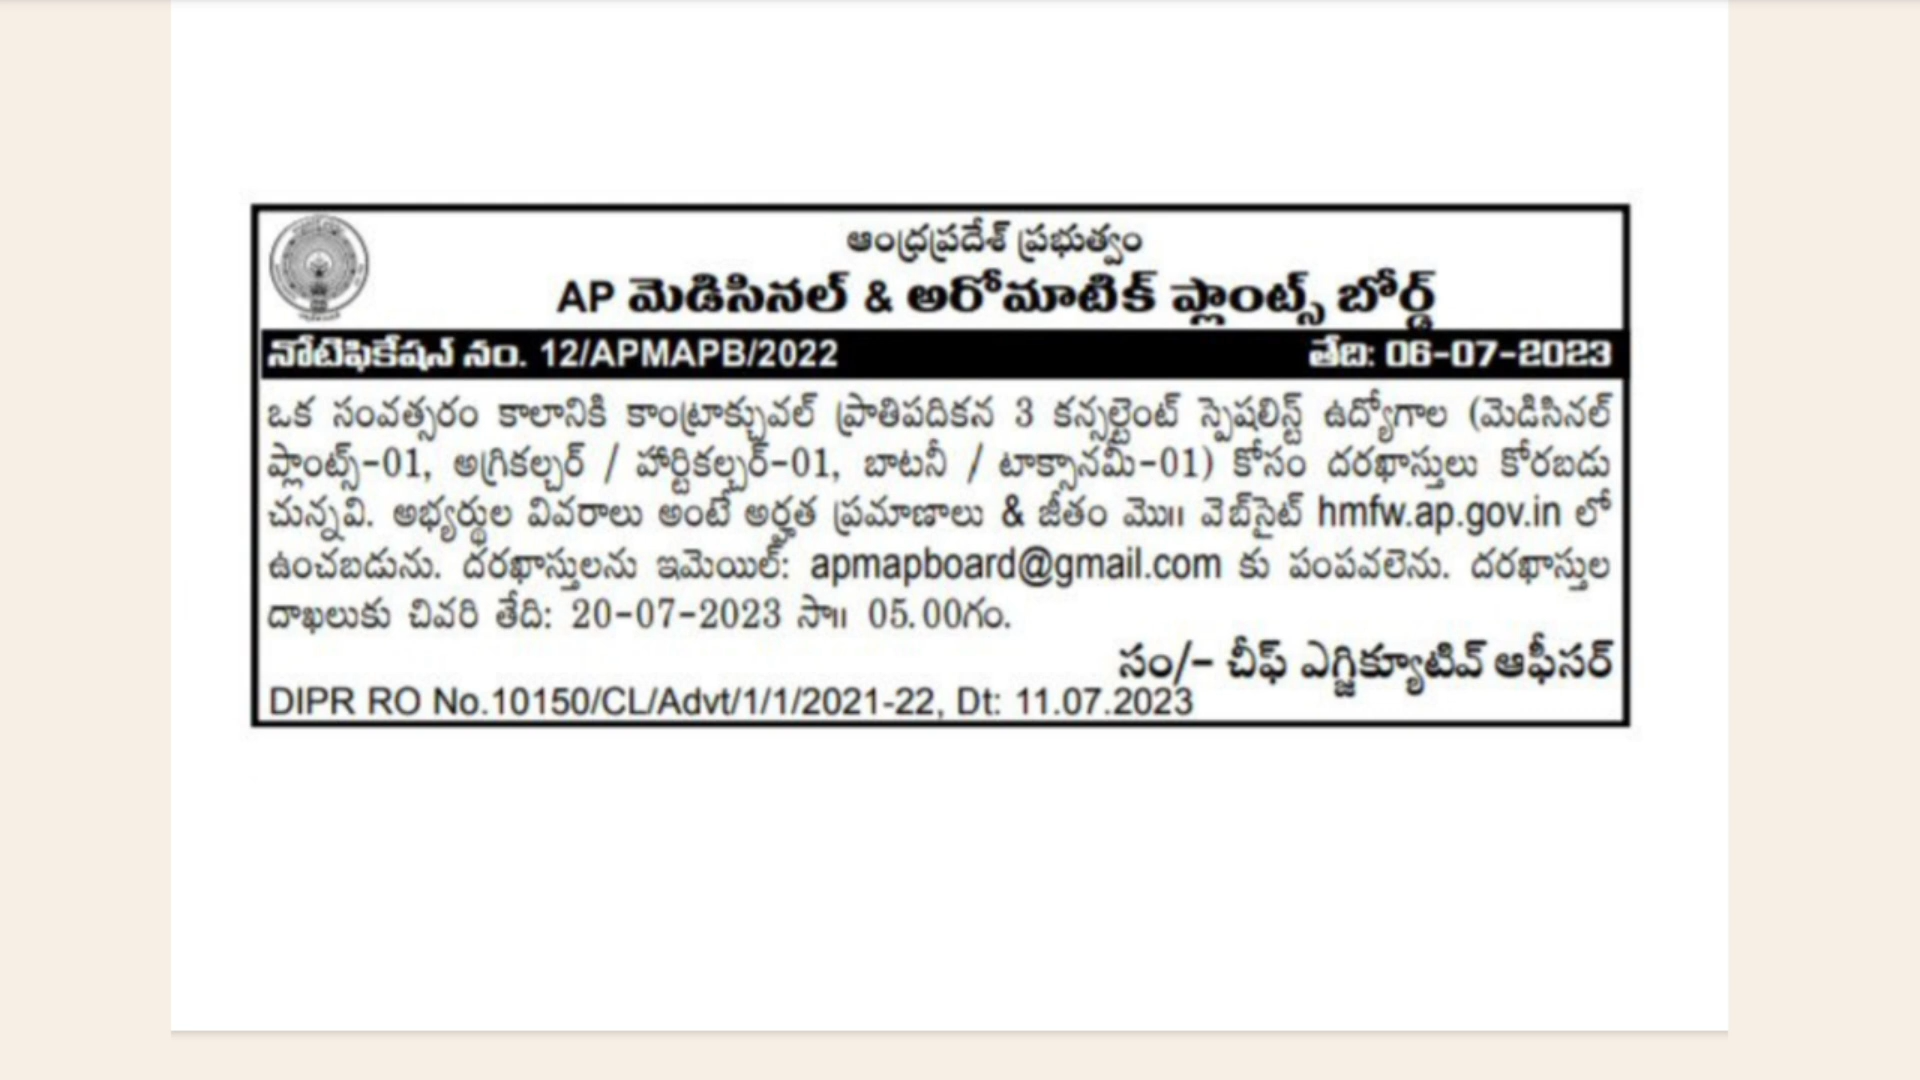 ఆంధ్రప్రదేశ్ ప్రభుత్వం
AP మెడిసినల్ & అరోమాటిక్ ప్లాంట్స్ బోర్డ్
నోటిఫికేషన్ నం. 12/APMAPB/2022 తేది: 06-07-2023
ఒక సంవత్సరం కాలానికి కాంట్రాక్చువల్ ప్రాతిపదికన 3 కన్సల్టెంట్ స్పెషలిస్ట్ ఉద్యోగాల (మెడిసినల్
ప్లాంట్స్-01, అగ్రికల్చర్ / హార్టికల్చర్-01, బాటనీ / టాక్సానమీ-01) కోసం దరఖాస్తులు కోరబడు
చున్నవి. అభ్యర్థుల వివరాలు అంటే అర్హత ప్రమాణాలు & జీతం మొ॥ వెబ్‌సైట్ hmfw.ap.gov.in లో
ఉంచబడును. దరఖాస్తులను ఇమెయిల్: apmapboard@gmail.com కు పంపవలెను. దరఖాస్తుల
దాఖలుకు చివరి తేది: 20-07-2023 సా॥ 05.00గం.
సం/- చీఫ్ ఎగ్జిక్యూటివ్ ఆఫీసర్
DIPR RO No.10150/CL/Advt/1/1/2021-22, Dt: 11.07.2023